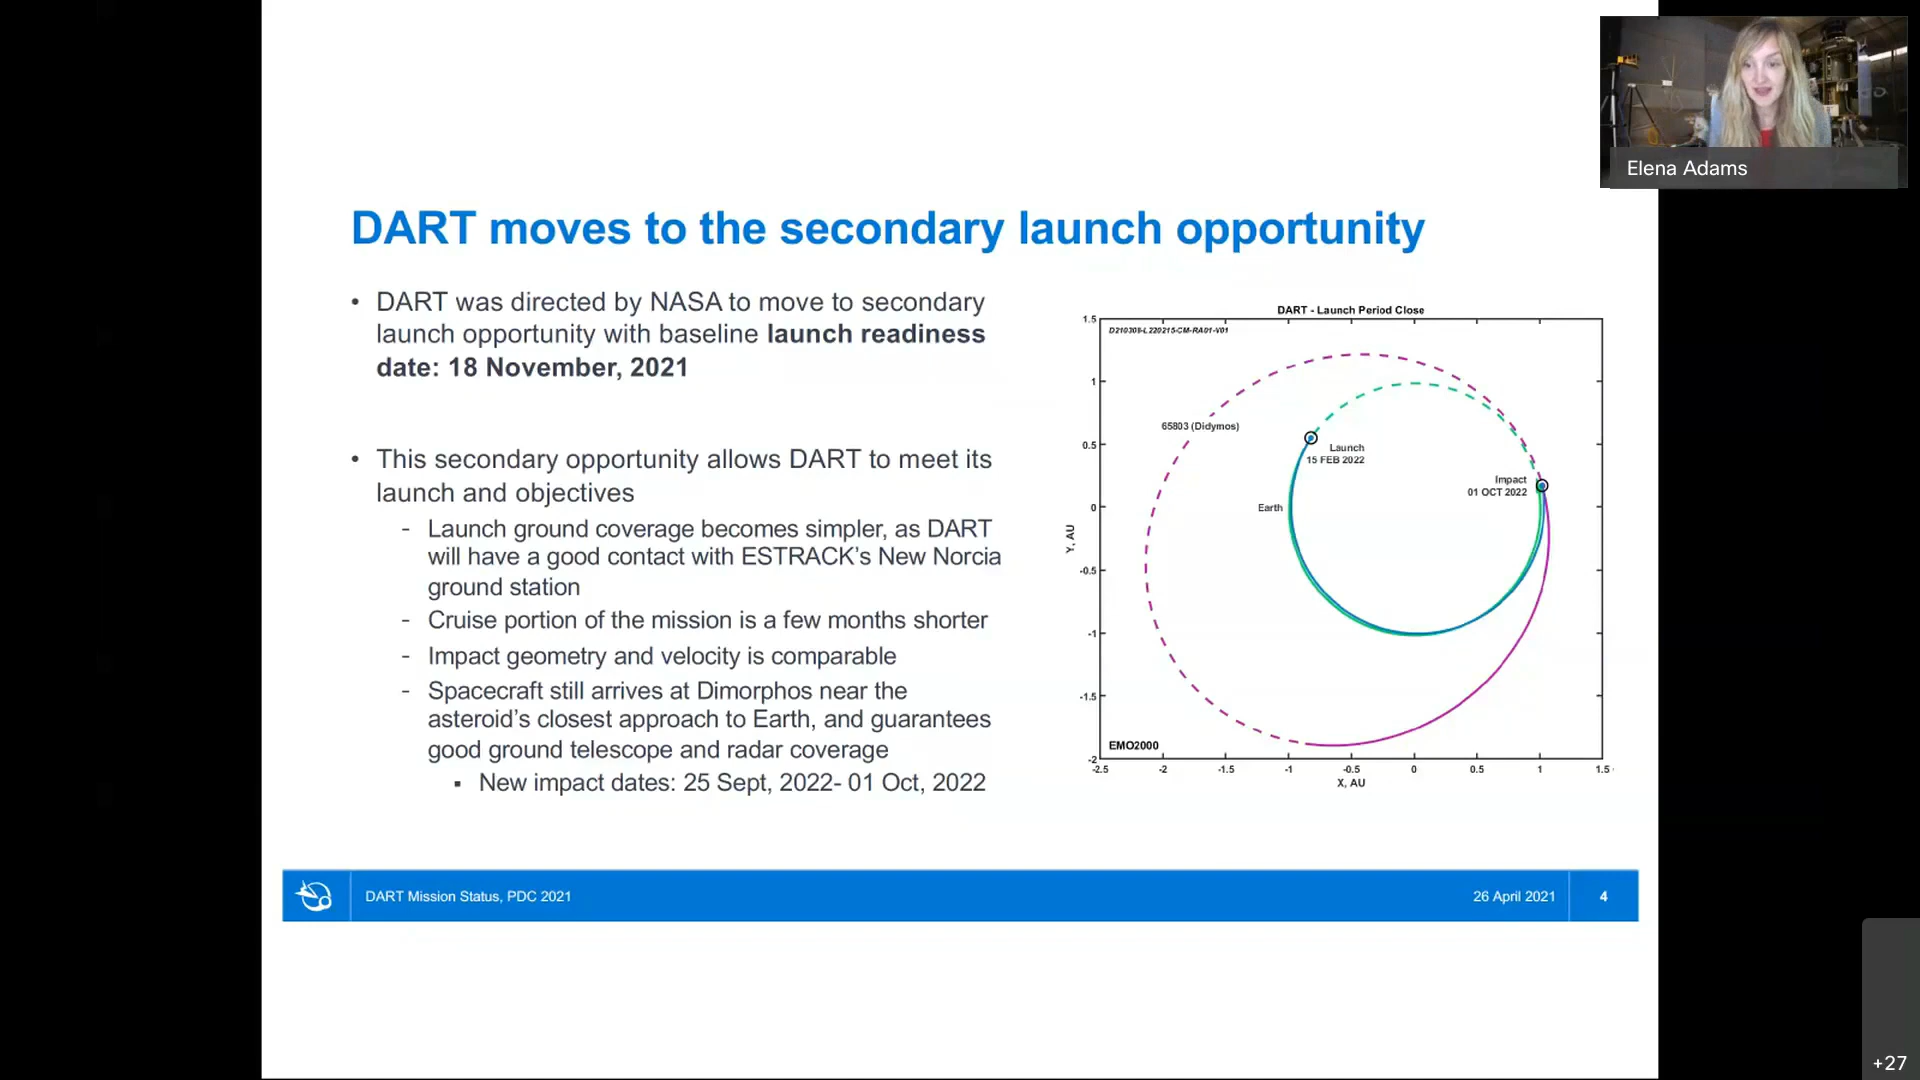 Elena Adams
DART moves to the secondary launch opportunity
• DART was directed by NASA to move to secondary
launch opportunity with baseline launch readiness
date: 18 November, 2021
• This secondary opportunity allows DART to meet its
launch and objectives
- Launch ground coverage becomes simpler, as DART
will have a good contact with ESTRACK’s New Norcia
ground station
- Cruise portion of the mission is a few months shorter
- Impact geometry and velocity is comparable
- Spacecraft still arrives at Dimorphos near the
asteroid’s closest approach to Earth, and guarantees
good ground telescope and radar coverage
▪ New impact dates: 25 Sept, 2022- 01 Oct, 2022
DART - Launch Period Close
D210308-L220215-CM-RA01-V01
65803 (Didymos)
Launch
15 FEB 2022
Impact
01 OCT 2022
Earth
EMO2000
1.5
1
0.5
0
-0.5
-1
-1.5
-2
Y, AU
-2.5 -2 -1.5 -1 -0.5 0 0.5 1 1.5
X, AU
DART Mission Status, PDC 2021
26 April 2021
4
+27